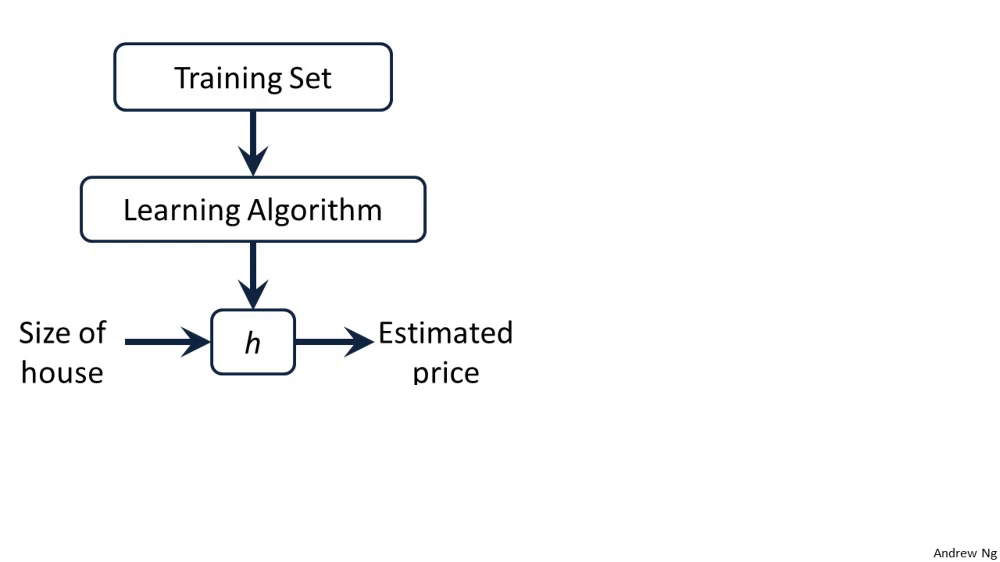 Training Set
Learning Algorithm
Size of
house
h
Estimated
price
Andrew Ng